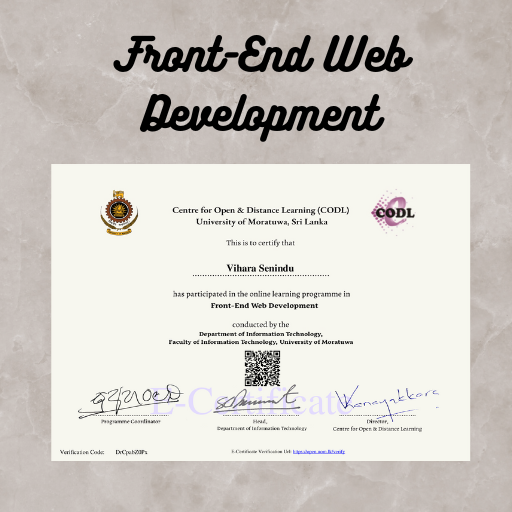 Front-End Web
Development
CODL
Centre for Open & Distance Learning (CODL)
University of Moratuwa, Sri Lanka
This is to certify that
Vihara Senindu
has participated in the online learning programme in
Front-End Web Development
conducted by the
Department of Information Technology,
Faculty of Information Technology, University of Moratuwa
E-Certificate
Programme Coordinator
Head,
Department of Information Technology
Director,
Centre for Open & Distance Learning
Verification Code:
E-Certificate Verification Url: